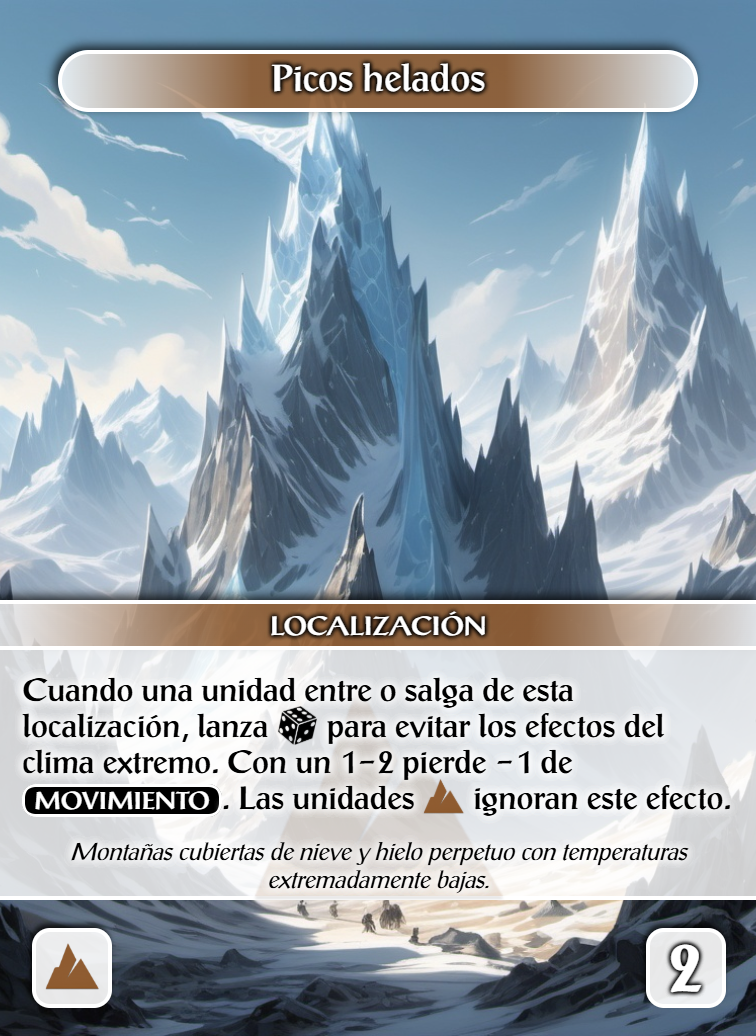 Picos helados
LOCALIZACIÓN
Cuando una unidad entre o salga de esta
localización, lanza para evitar los efectos del
clima extremo. Con un 1-2 pierde -1 de
MOVIMIENTO. Las unidades ignoran este efecto.
Montañas cubiertas de nieve y hielo perpetuo con temperaturas
extremadamente bajas.
2